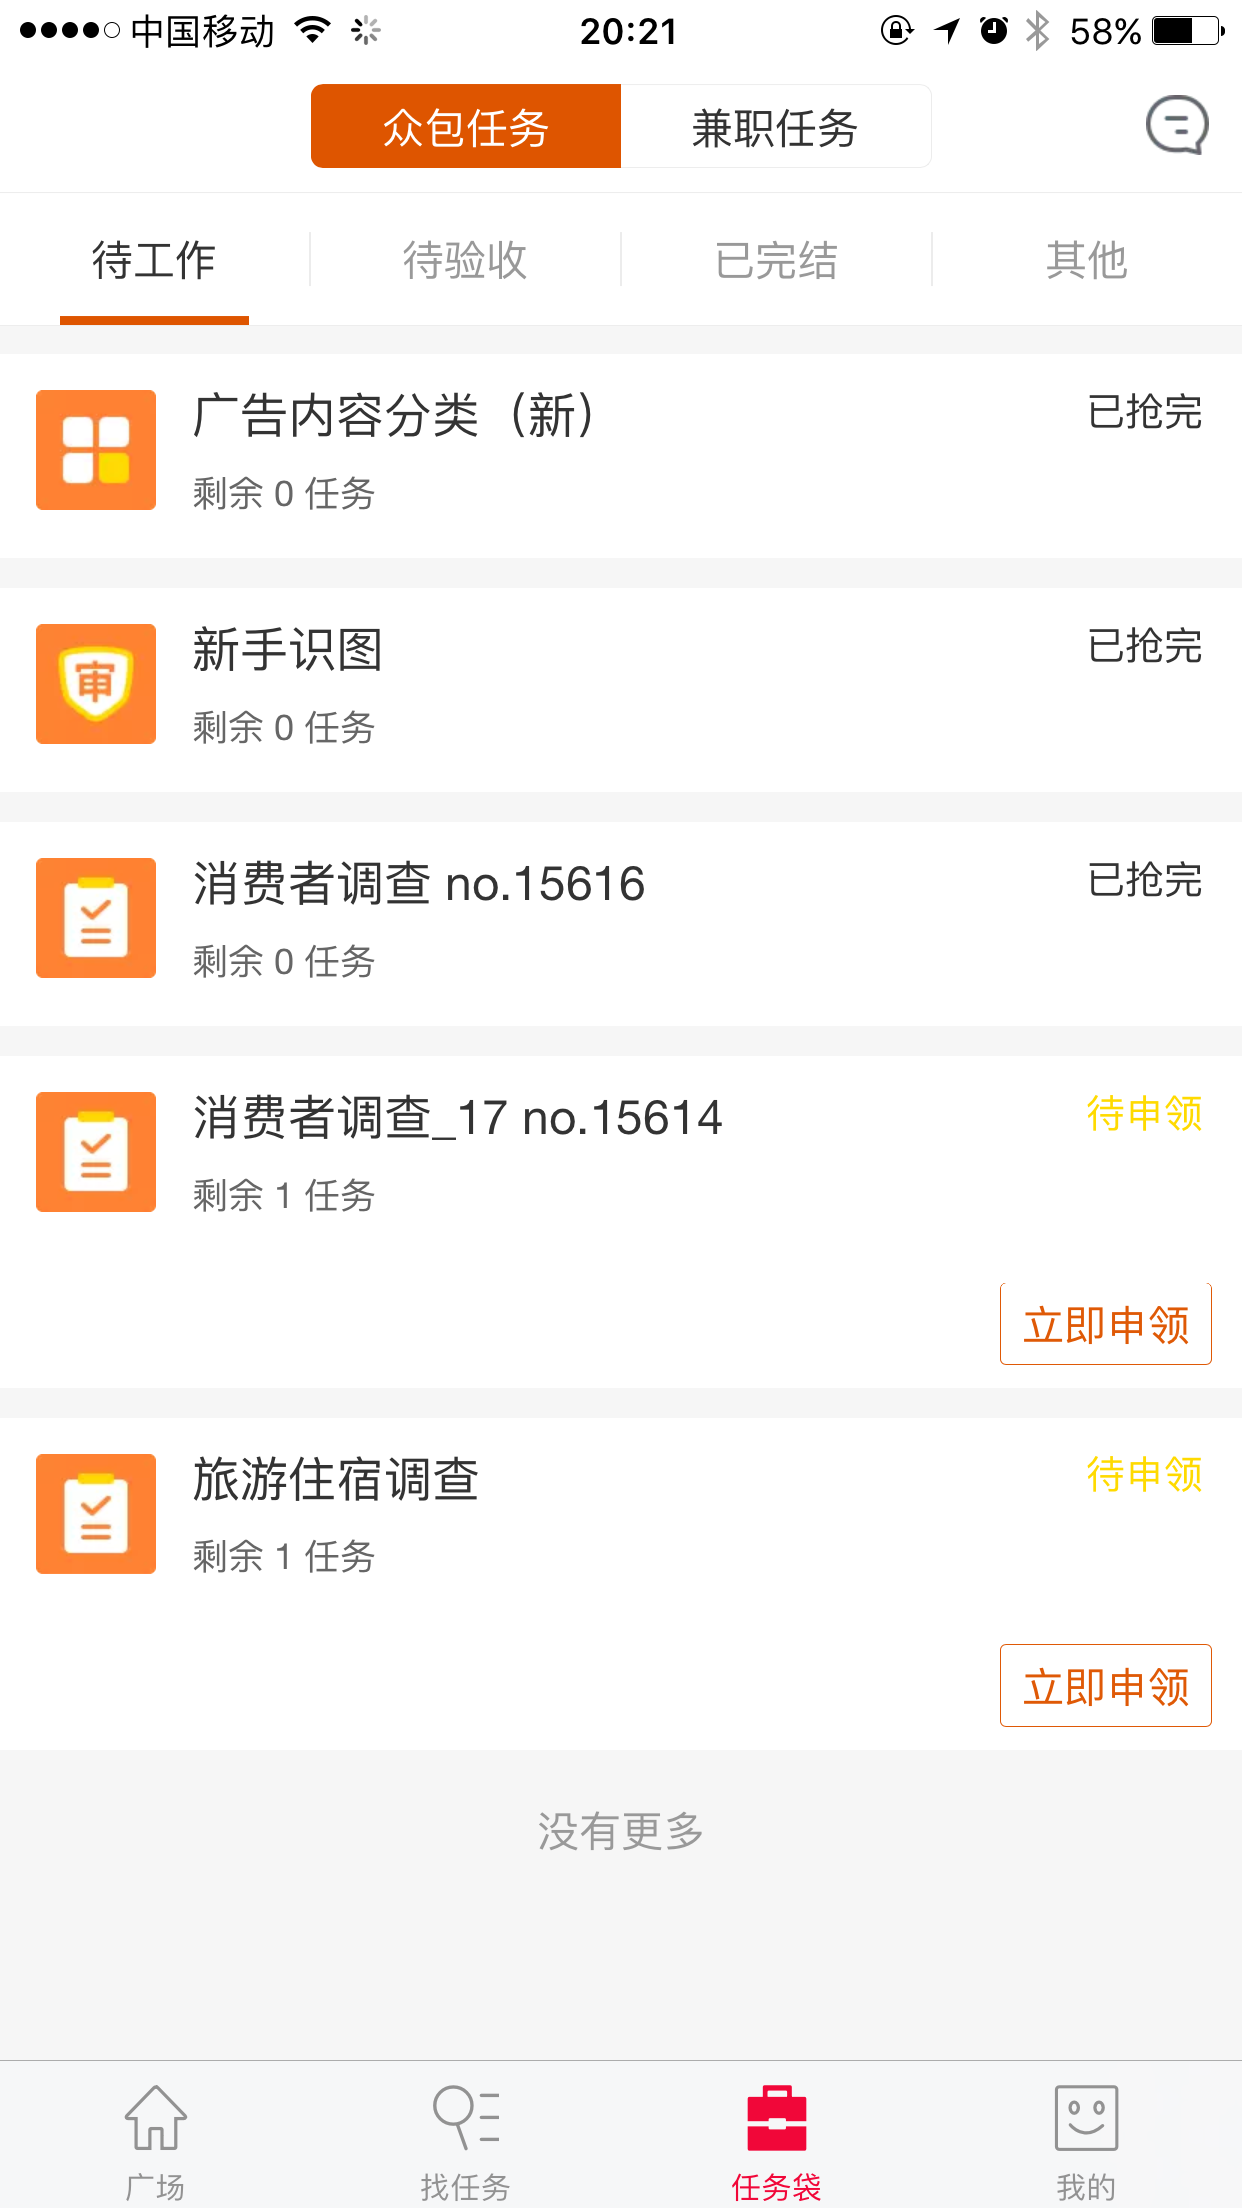 中国移动 20:21 58%
众包任务 兼职任务
待工作 待验收 已完结 其他
广告内容分类（新） 已抢完
剩余 0 任务
审
新手识图 已抢完
剩余 0 任务
消费者调查 no.15616 已抢完
剩余 0 任务
消费者调查_17 no.15614 待申领
剩余 1 任务
立即申领
旅游住宿调查 待申领
剩余 1 任务
立即申领
没有更多
广场 找任务 任务袋 我的